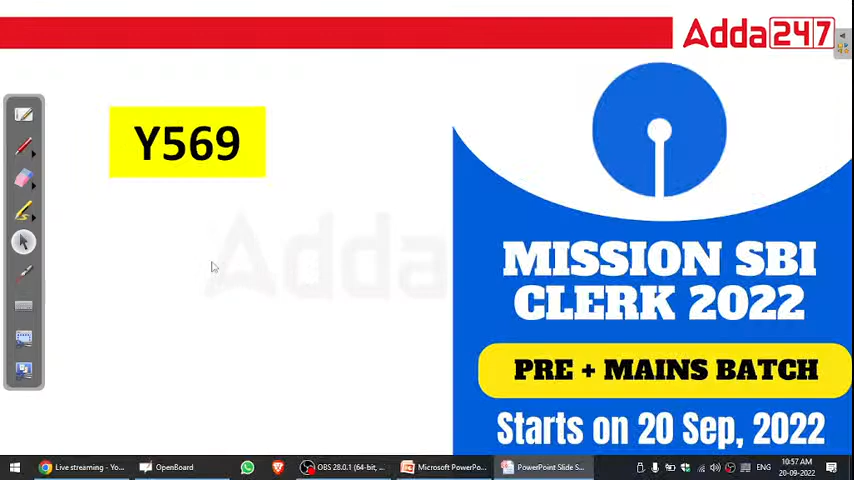 Adda247
Y569
Adda
MISSION SBI
CLERK 2022
PRE + MAINS BATCH
Starts on 20 Sep, 2022
Live streaming - Yo...
OpenBoard
OBS 28.0.1 (64-bit, ...
Microsoft PowerPo...
PowerPoint Slide S...
ENG
10:57 AM
20-09-2022